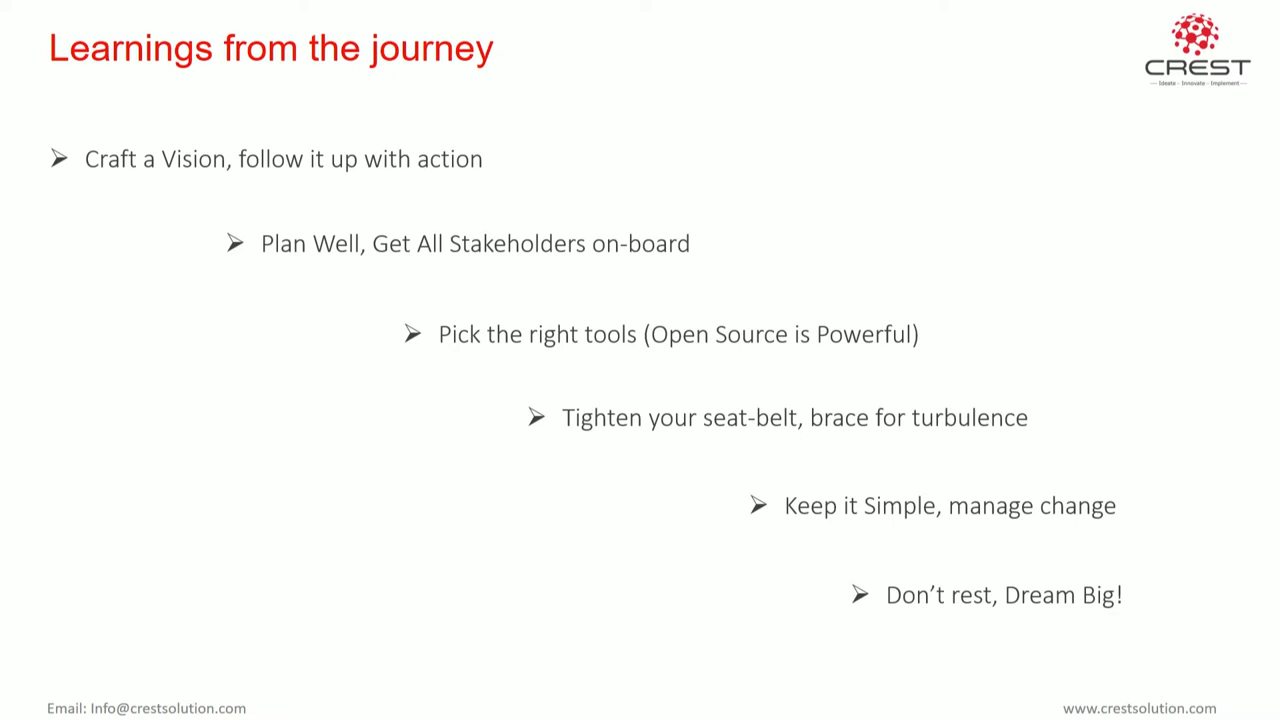 Learnings from the journey
CREST
Ideate - Innovate - Implement
➢ Craft a Vision, follow it up with action
➢ Plan Well, Get All Stakeholders on-board
➢ Pick the right tools (Open Source is Powerful)
➢ Tighten your seat-belt, brace for turbulence
➢ Keep it Simple, manage change
➢ Don’t rest, Dream Big!
Email: Info@crestsolution.com
www.crestsolution.com